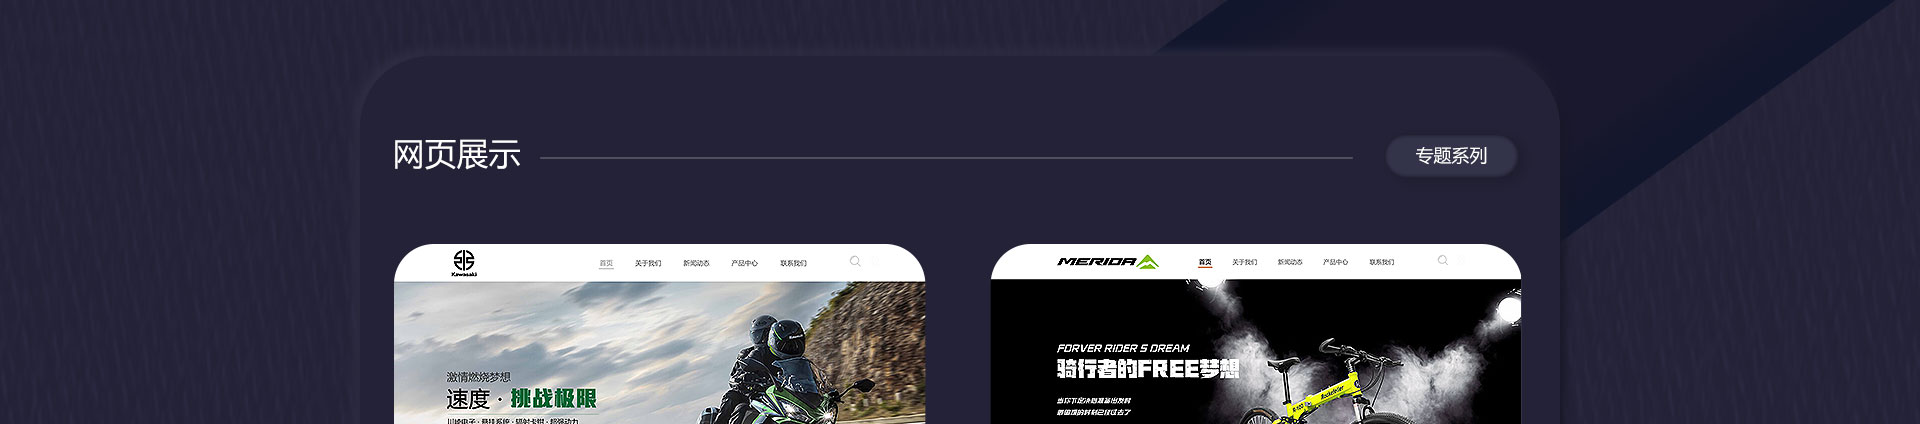 网页展示
专题系列
Kawasaki
首页 关于我们 新闻动态 产品中心 联系我们
激情燃烧梦想
速度·挑战极限
MERIDA
首页 关于我们 新闻动态 产品中心 联系我们
FORVER RIDER S DREAM
骑行者的FREE梦想